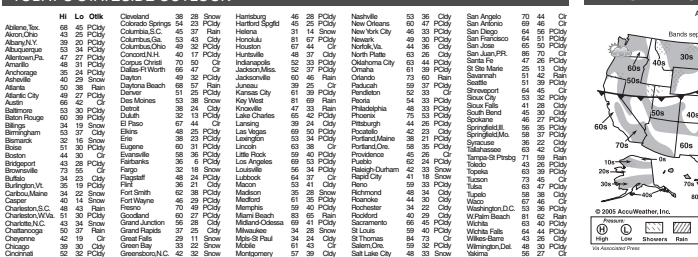 Hi Lo Otlk
Abilene,Tex. 68 45 PCldy
Akron,Ohio 43 25 PCldy
Albany,N.Y. 39 20 PCldy
Albuquerque 53 34 PCldy
Allentown,Pa. 47 27 PCldy
Amarillo 48 31 PCldy
Anchorage 35 24 PCldy
Asheville 40 29 Snow
Atlanta 50 38 Rain
Atlantic City 49 27 PCldy
Austin 66 42 Clr
Baltimore 53 30 PCldy
Baton Rouge 60 39 PCldy
Billings 34 19 Snow
Birmingham 53 37 Cldy
Bismarck 32 16 Snow
Boise 51 30 PCldy
Boston 44 30 Clr
Bridgeport 43 28 PCldy
Brownsville 73 55 Clr
Buffalo 34 23 Cldy
Burlington,Vt. 35 19 PCldy
Caribou,Maine 34 22 Snow
Casper 40 14 Snow
Charleston,S.C. 48 43 Rain
Charleston,W.Va. 51 30 PCldy
Charlotte,N.C. 43 34 Snow
Chattanooga 50 37 Rain
Cheyenne 42 19 Clr
Chicago 39 30 Cldy
Cincinnati 52 32 PCldy
Cleveland 38 28 Snow
Colorado Springs 54 23 PCldy
Columbia,S.C. 45 37 Rain
Columbus,Ga. 53 43 Cldy
Columbus,Ohio 49 32 PCldy
Concord,N.H. 40 17 PCldy
Corpus Christi 70 50 Clr
Dallas-Ft Worth 66 47 Clr
Dayton 49 32 PCldy
Daytona Beach 68 57 Rain
Denver 51 25 PCldy
Des Moines 53 38 Snow
Detroit 38 24 Cldy
Duluth 32 13 PCldy
El Paso 67 44 Clr
Elkins 48 25 PCldy
Erie 38 23 PCldy
Eugene 60 31 PCldy
Evansville 58 36 PCldy
Fairbanks 36 6 PCldy
Fargo 32 18 Snow
Flagstaff 48 24 PCldy
Flint 36 21 Cldy
Fort Smith 62 38 PCldy
Fort Wayne 46 29 PCldy
Fresno 70 49 PCldy
Goodland 60 27 PCldy
Grand Junction 56 28 Cldy
Grand Rapids 37 25 Cldy
Great Falls 29 11 Snow
Green Bay 33 22 Snow
Greensboro,N.C. 42 32 Snow
Harrisburg 46 28 PCldy
Hartford Spgfld 45 25 PCldy
Helena 31 14 Snow
Honolulu 81 67 PCldy
Houston 67 44 Clr
Huntsville 48 37 Cldy
Indianapolis 52 33 PCldy
Jackson,Miss. 52 37 PCldy
Jacksonville 60 46 Rain
Juneau 39 25 Clr
Kansas City 61 39 PCldy
Key West 81 69 Rain
Knoxville 47 33 Rain
Lake Charles 65 42 PCldy
Lansing 39 24 Cldy
Las Vegas 69 50 PCldy
Lexington 53 34 PCldy
Lincoln 63 38 Clr
Little Rock 59 40 PCldy
Los Angeles 69 53 PCldy
Louisville 56 34 PCldy
Lubbock 64 37 Clr
Macon 53 41 Cldy
Madison 35 28 Snow
Medford 61 35 PCldy
Memphis 59 40 PCldy
Miami Beach 83 65 Rain
Midland-Odessa 69 41 PCldy
Milwaukee 34 28 Snow
Mpls-St Paul 34 24 Cldy
Mobile 61 43 Clr
Montgomery 57 39 Cldy
Nashville 53 36 Cldy
New Orleans 60 47 PCldy
New York City 46 33 PCldy
Newark 49 30 PCldy
Norfolk,Va. 44 36 Cldy
North Platte 63 26 Cldy
Oklahoma City 63 44 PCldy
Omaha 61 39 PCldy
Orlando 73 60 Rain
Paducah 59 37 PCldy
Pendleton 52 33 Clr
Peoria 54 33 PCldy
Philadelphia 48 33 PCldy
Phoenix 75 53 PCldy
Pittsburgh 44 26 PCldy
Pocatello 42 23 Cldy
Portland,Maine 38 21 PCldy
Portland,Ore. 58 35 PCldy
Providence 45 26 Clr
Pueblo 62 24 PCldy
Raleigh-Durham 42 33 Snow
Rapid City 41 18 Snow
Reno 59 33 PCldy
Richmond 48 34 Cldy
Roanoke 44 30 Cldy
Rochester 34 22 Cldy
Rockford 40 29 Cldy
Sacramento 66 45 PCldy
St Louis 59 40 PCldy
St Thomas 84 73 Clr
Salem,Ore. 59 32 PCldy
Salt Lake City 48 33 Snow
San Angelo 70 44 Clr
San Antonio 69 46 Clr
San Diego 64 56 PCldy
San Francisco 64 51 PCldy
San Jose 65 50 PCldy
San Juan,P.R. 86 70 Clr
Santa Fe 47 26 PCldy
St Ste Marie 25 13 Cldy
Savannah 51 42 Rain
Seattle 51 39 PCldy
Shreveport 64 45 Clr
Sioux City 53 32 PCldy
Sioux Falls 41 28 Cldy
South Bend 45 30 Cldy
Spokane 46 27 PCldy
Springfield,Ill. 56 35 PCldy
Springfield,Mo. 58 37 PCldy
Syracuse 36 22 Cldy
Tallahassee 63 42 Cldy
Tampa-St Ptrsbg 71 59 Rain
Toledo 43 26 PCldy
Topeka 63 39 PCldy
Tucson 73 45 Clr
Tulsa 63 47 PCldy
Tupelo 58 38 Cldy
Waco 67 46 Clr
Washington,D.C. 53 36 PCldy
W.Palm Beach 81 62 Rain
Wichita 63 40 PCldy
Wichita Falls 64 44 PCldy
Wilkes-Barre 43 26 Cldy
Wilmington,Del. 48 30 PCldy
Yakima 56 27 Clr
Bands sep
60s 40s 30s
50s
60s 50s 40s
70s 60s
10s 0s
20s
30s
40s 70s 80
© 2005 AccuWeather, Inc.
Pressure:
H L
High Low Showers Rain
Via Associated Press